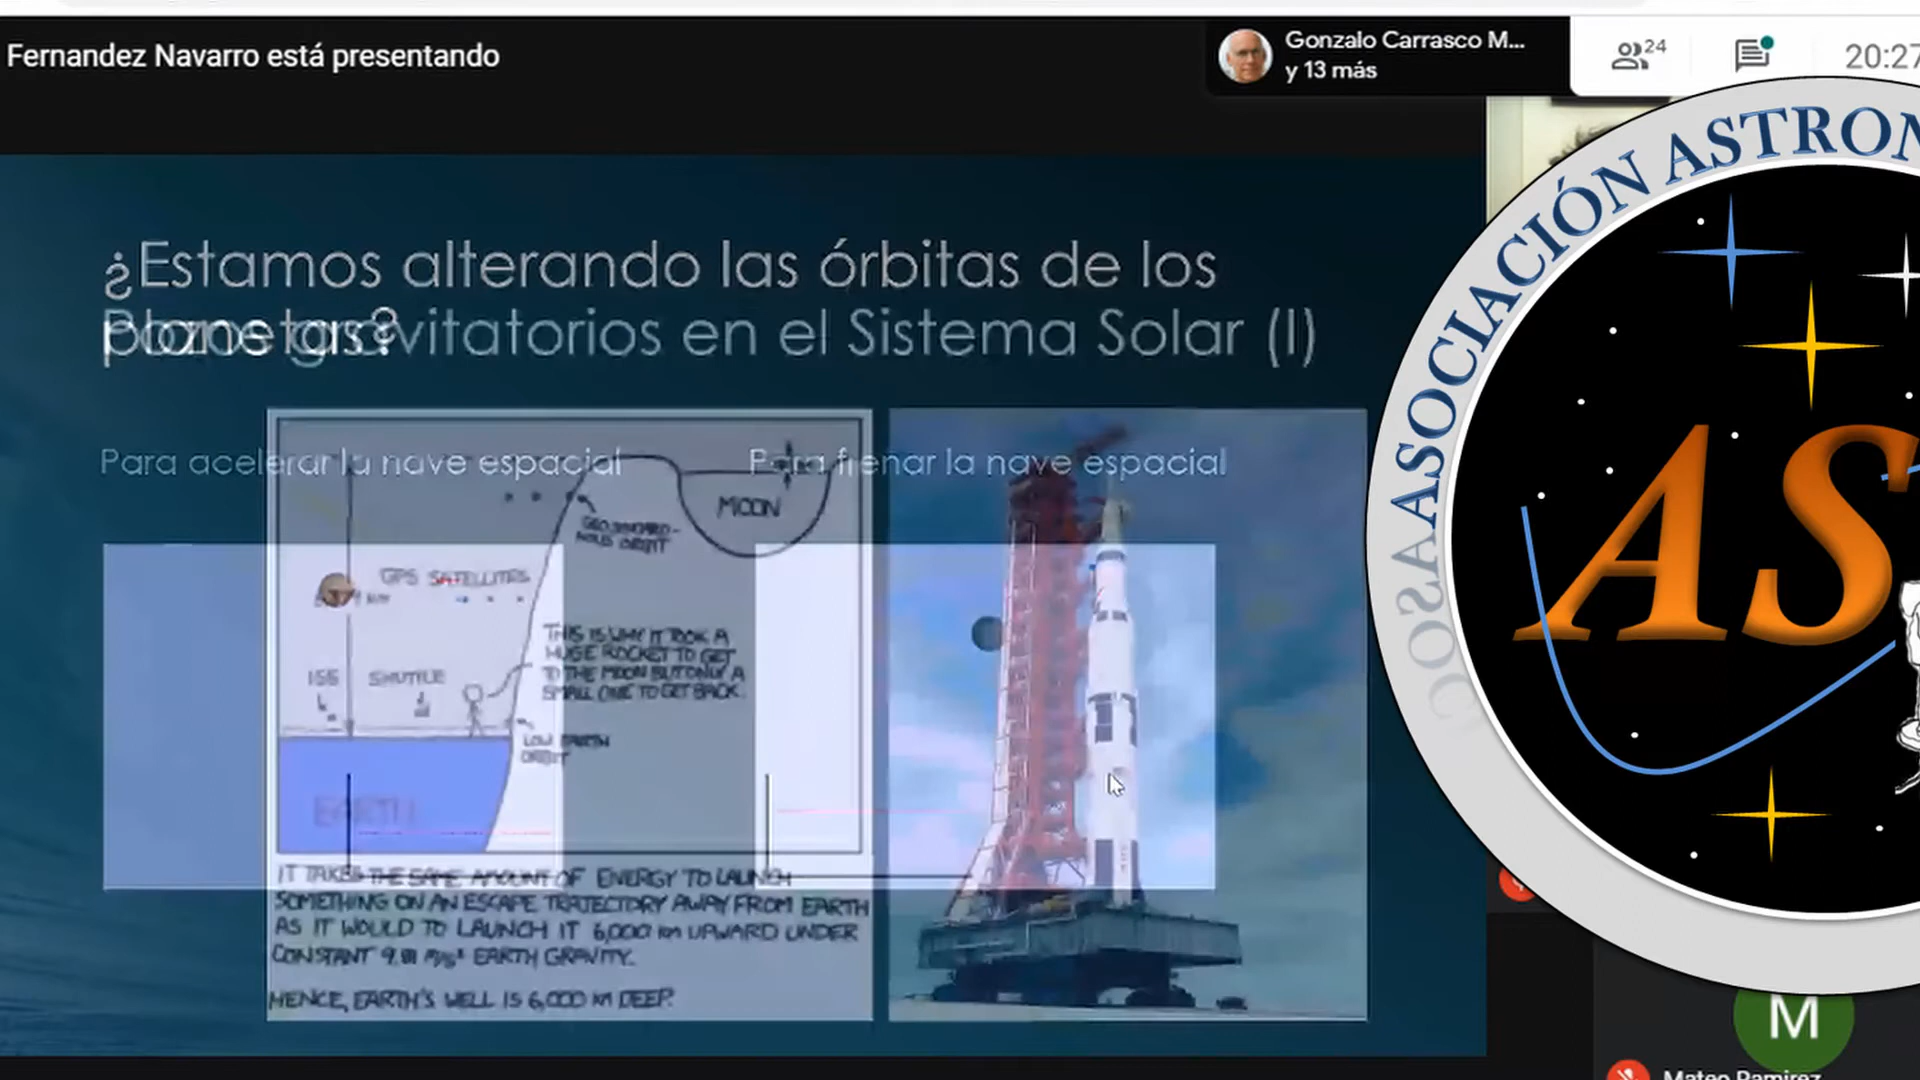 Fernandez Navarro está presentando
Gonzalo Carrasco M...
y 13 más
24
20:27
¿Estamos alterando las órbitas de los
planetas?
Pozos gravitatorios en el Sistema Solar (I)
Para acelerar la nave espacial
Para frenar la nave espacial
MOON
GPS SATELLITES
THIS IS WHY IT TOOK A
HUGE ROCKET TO GET
TO THE MOON BUT ONLY A
SMALL ONE TO GET BACK.
ISS
SHUTTLE
LOW EARTH
ORBIT
EARTH
IT TAKES THE SAME AMOUNT OF ENERGY TO LAUNCH
SOMETHING ON AN ESCAPE TRAJECTORY AWAY FROM EARTH
AS IT WOULD TO LAUNCH IT 6,000 km UPWARD UNDER
CONSTANT 9.81 m/s² EARTH GRAVITY.
HENCE, EARTH'S WELL IS 6,000 km DEEP.
ASOCIACIÓN ASTRON
AS
M
Mateo Ramirez